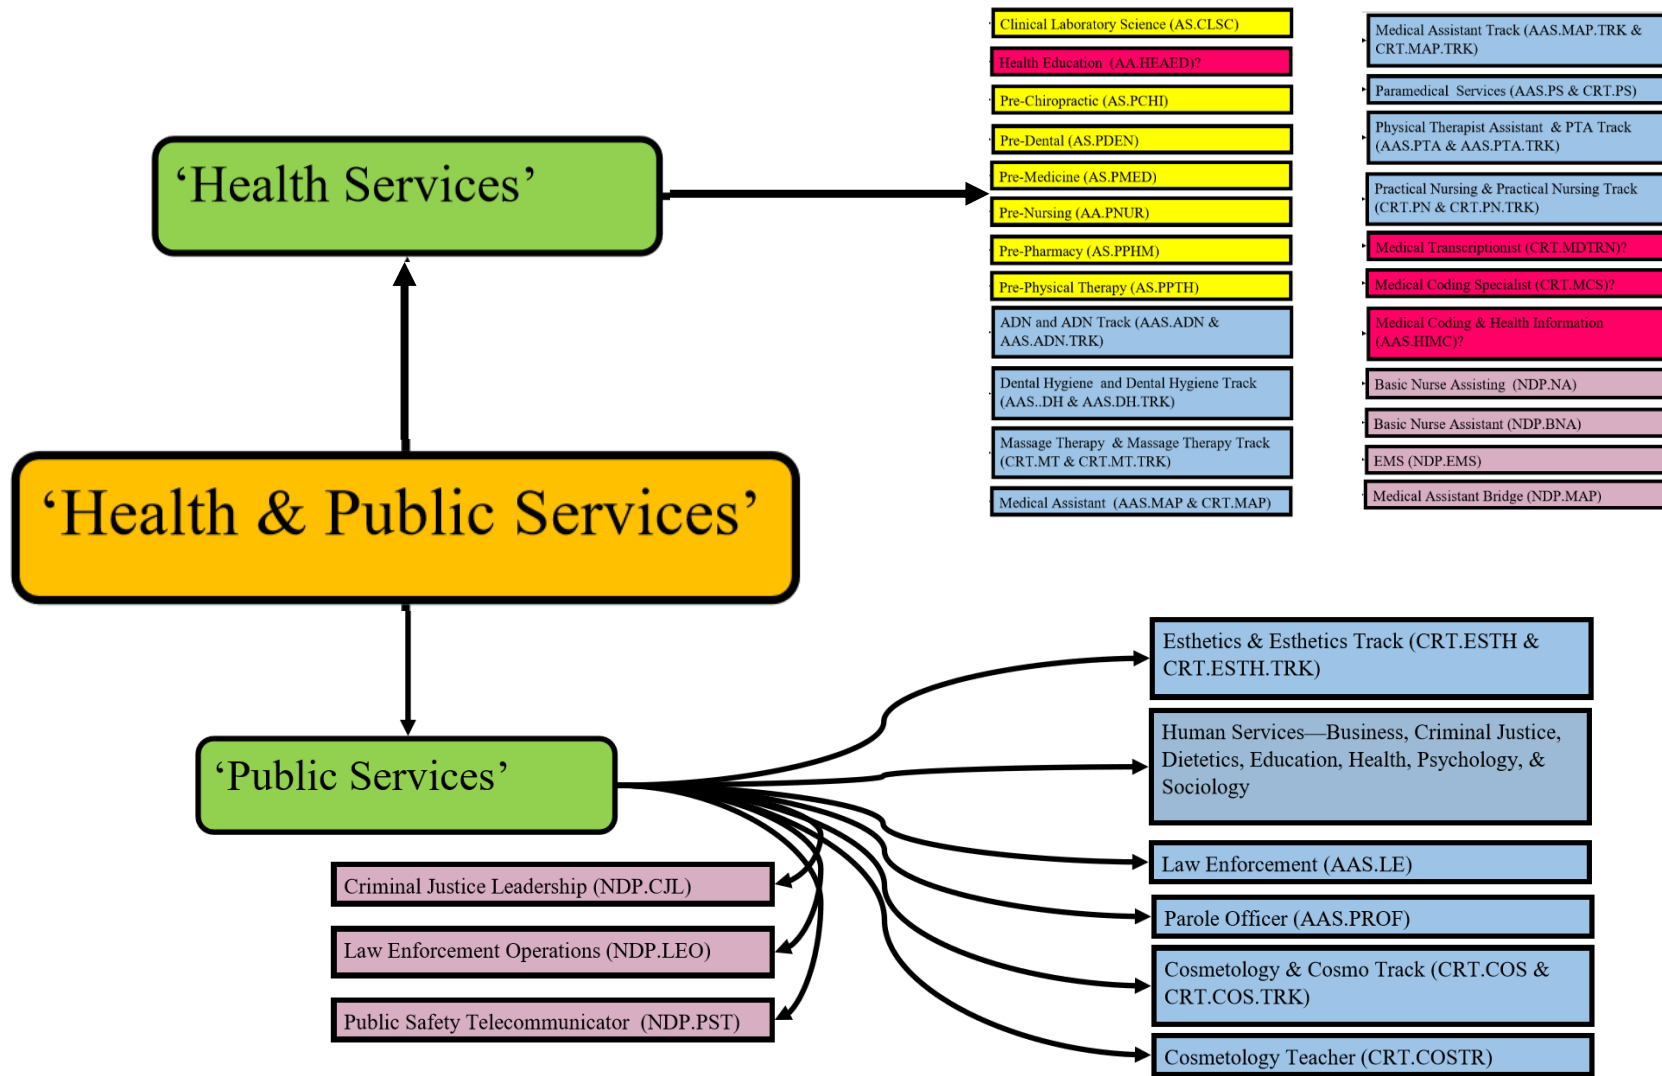 ‘Health Services’
‘Health & Public Services’
‘Public Services’
Clinical Laboratory Science (AS.CLSC)
Health Education  (AA.HEAED)?
Pre-Chiropractic (AS.PCHI)
Pre-Dental (AS.PDEN)
Pre-Medicine (AS.PMED)
Pre-Nursing (AA.PNUR)
Pre-Pharmacy (AS.PPHM)
Pre-Physical Therapy (AS.PPTH)
ADN and ADN Track (AAS.ADN &
AAS.ADN.TRK)
Dental Hygiene  and Dental Hygiene Track
(AAS..DH & AAS.DH.TRK)
Massage Therapy  & Massage Therapy Track
(CRT.MT & CRT.MT.TRK)
Medical Assistant  (AAS.MAP & CRT.MAP)
Medical Assistant Track (AAS.MAP.TRK &
CRT.MAP.TRK)
Paramedical  Services (AAS.PS & CRT.PS)
Physical Therapist Assistant  & PTA Track
(AAS.PTA & AAS.PTA.TRK)
Practical Nursing & Practical Nursing Track
(CRT.PN & CRT.PN.TRK)
Medical Transcriptionist (CRT.MDTRN)?
Medical Coding Specialist (CRT.MCS)?
Medical Coding & Health Information
(AAS.HIMC)?
Basic Nurse Assisting  (NDP.NA)
Basic Nurse Assistant (NDP.BNA)
EMS (NDP.EMS)
Medical Assistant Bridge (NDP.MAP)
Criminal Justice Leadership (NDP.CJL)
Law Enforcement Operations (NDP.LEO)
Public Safety Telecommunicator  (NDP.PST)
Esthetics & Esthetics Track (CRT.ESTH &
CRT.ESTH.TRK)
Human Services—Business, Criminal Justice,
Dietetics, Education, Health, Psychology, &
Sociology
Law Enforcement (AAS.LE)
Parole Officer (AAS.PROF)
Cosmetology & Cosmo Track (CRT.COS &
CRT.COS.TRK)
Cosmetology Teacher (CRT.COSTR)